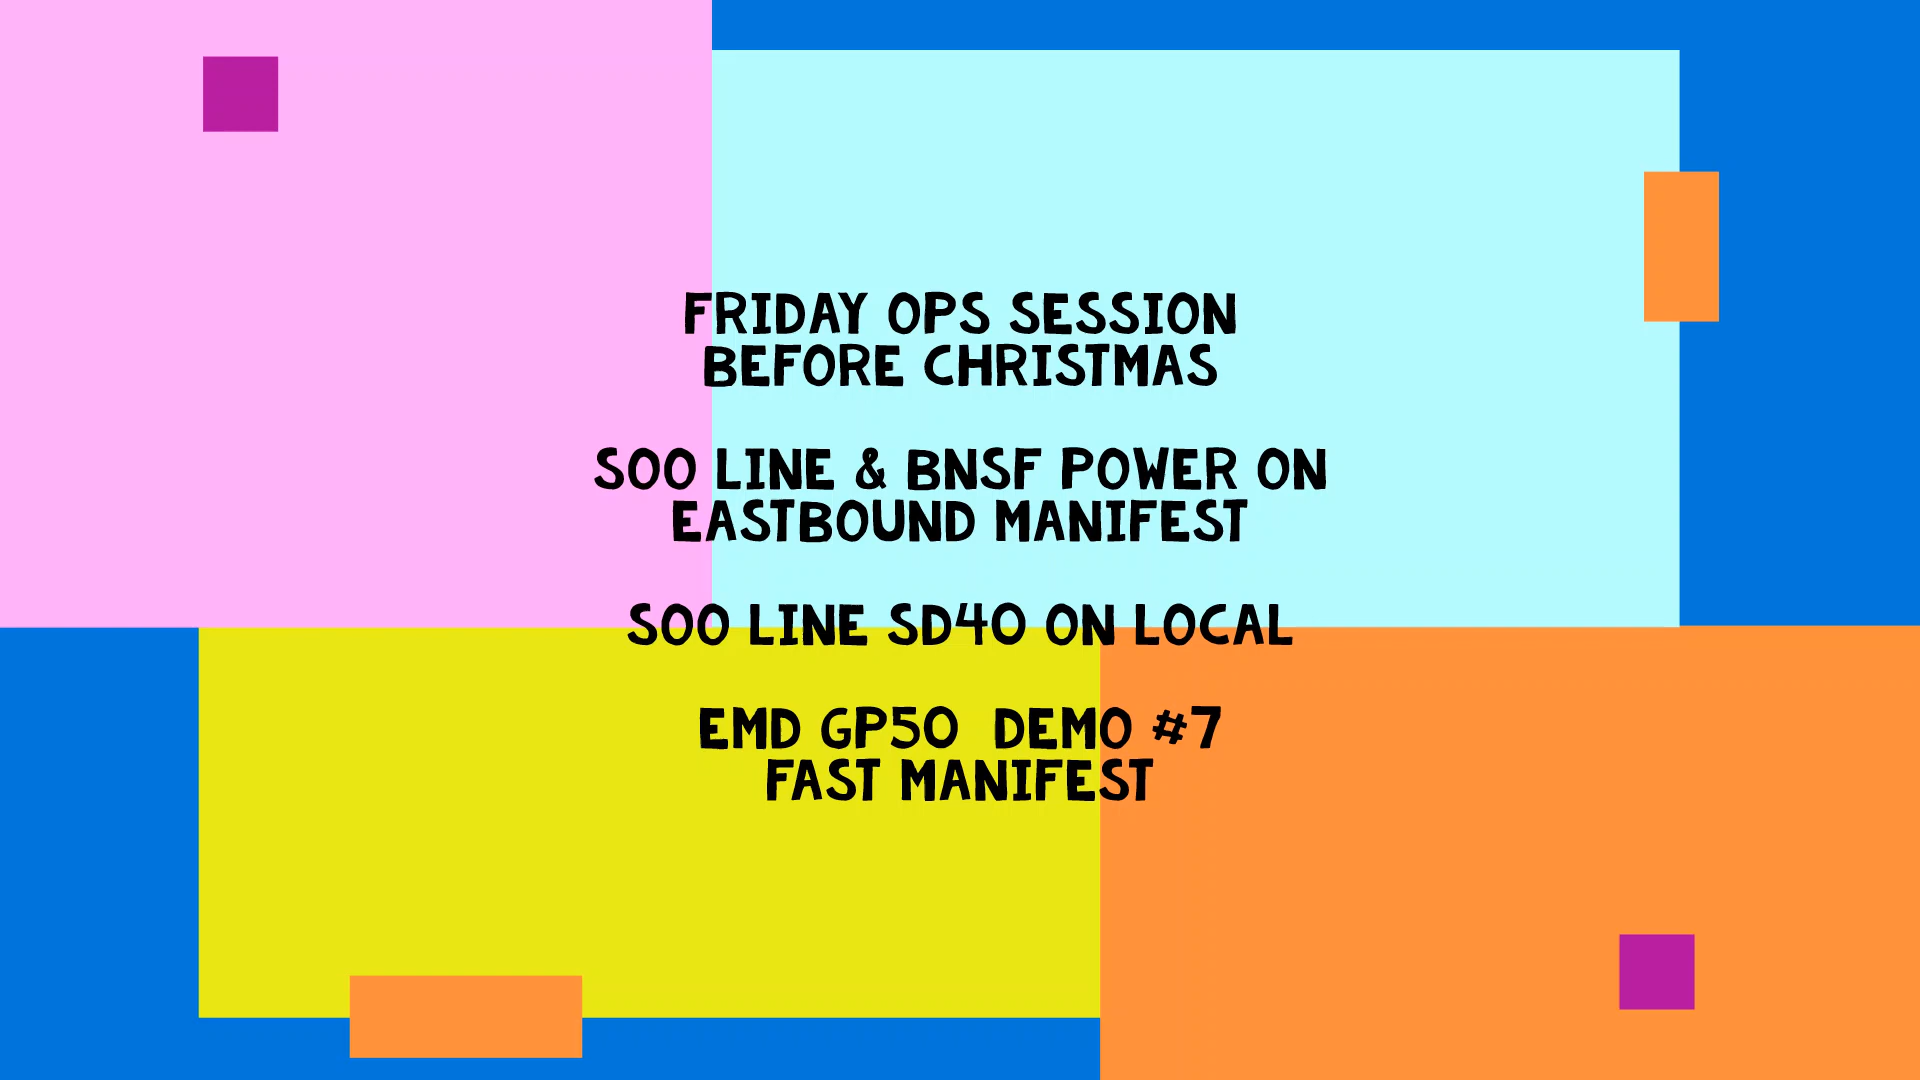 FRIDAY OPS SESSION
BEFORE CHRISTMAS
SOO LINE & BNSF POWER ON
EASTBOUND MANIFEST
SOO LINE SD40 ON LOCAL
EMD GP50 DEMO #7
FAST MANIFEST